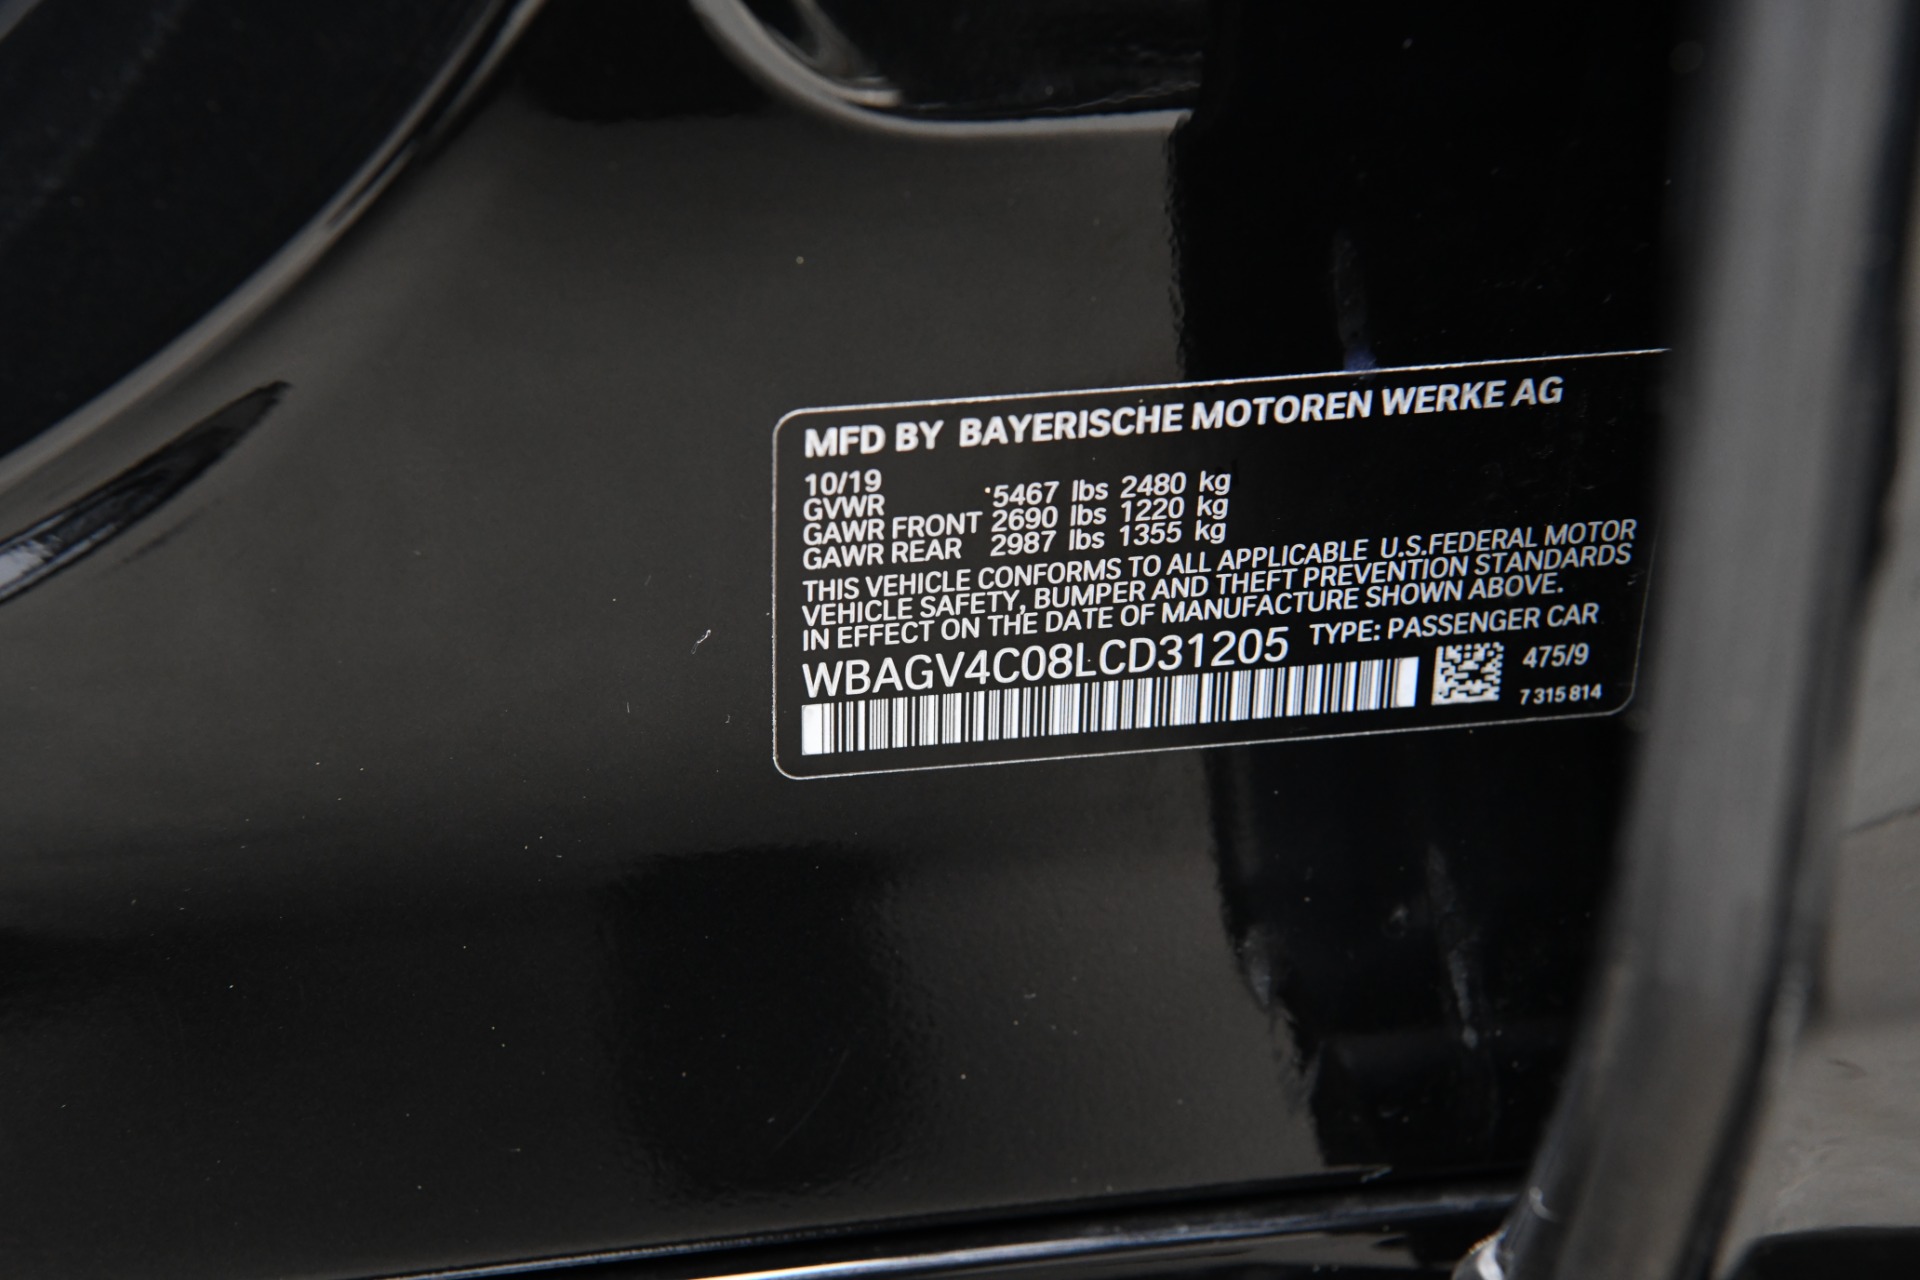 MFD BY BAYERISCHE MOTOREN WERKE AG
10/19
GVWR 5467 lbs 2480 kg
GAWR FRONT 2690 lbs 1220 kg
GAWR REAR 2987 lbs 1355 kg
THIS VEHICLE CONFORMS TO ALL APPLICABLE U.S.FEDERAL MOTOR
VEHICLE SAFETY, BUMPER AND THEFT PREVENTION STANDARDS
IN EFFECT ON THE DATE OF MANUFACTURE SHOWN ABOVE.
WBAGV4C08LCD31205 TYPE: PASSENGER CAR
475/9
7 315 814